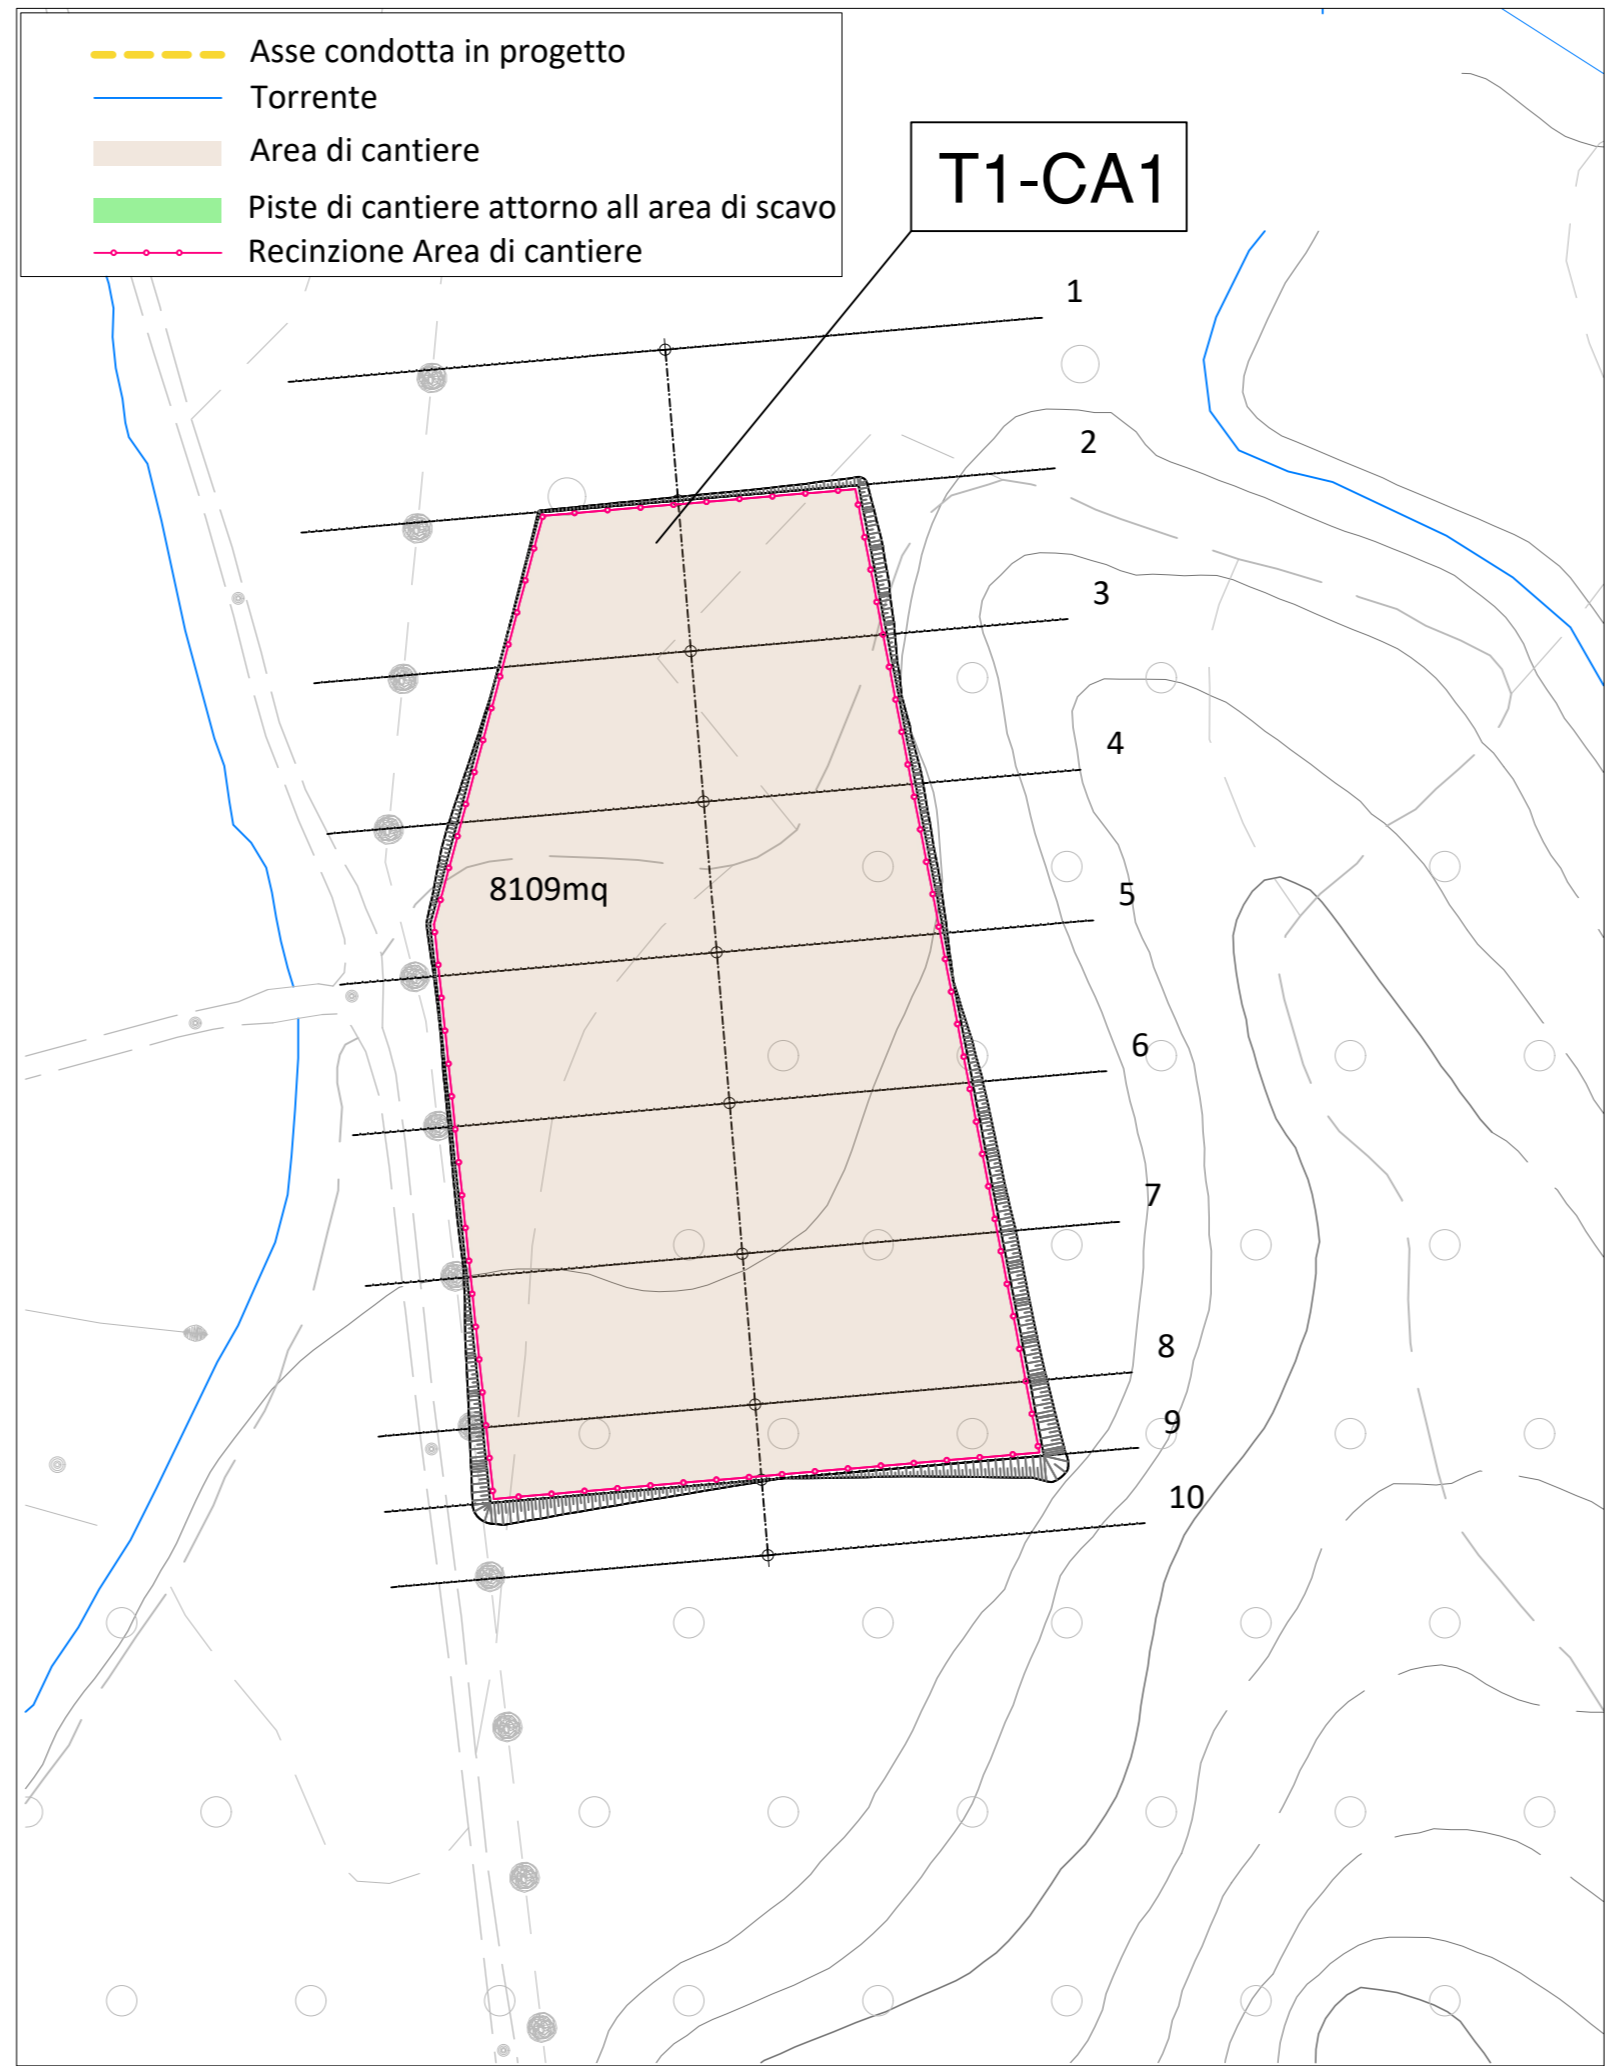 Asse condotta in progetto
Torrente
Area di cantiere
Piste di cantiere attorno all area di scavo
Recinzione Area di cantiere
T1-CA1
1
2
3
4
8109mq
5
6
7
8
9
10